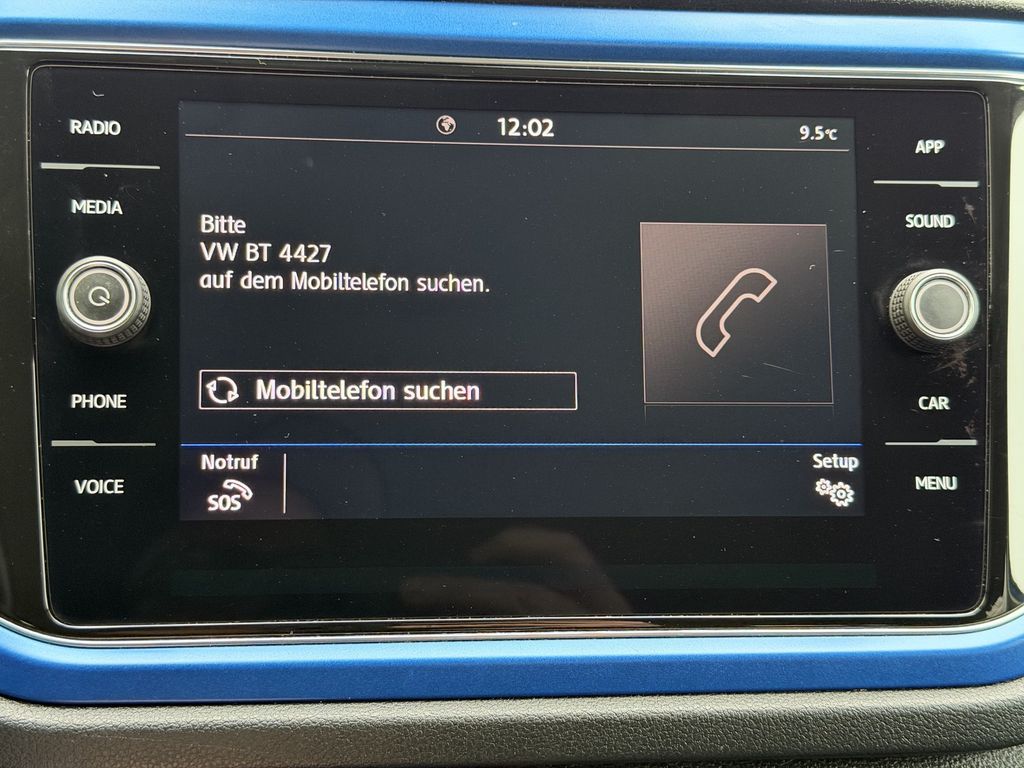 RADIO
MEDIA
PHONE
VOICE
12:02
9.5°C
Bitte
VW BT 4427
auf dem Mobiltelefon suchen.
Mobiltelefon suchen
Notruf
SOS
Setup
APP
SOUND
CAR
MENU